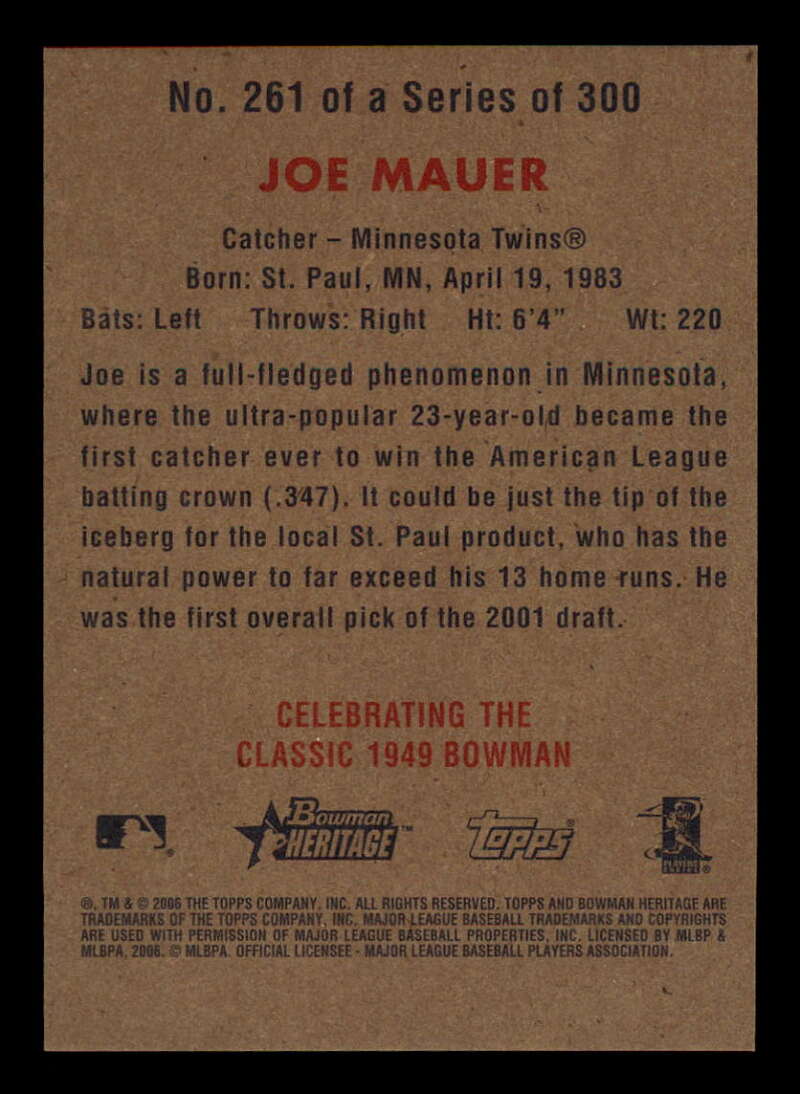 No. 261 of a Series of 300
JOE MAUER
Catcher – Minnesota Twins®
Born: St. Paul, MN, April 19, 1983
Bats: Left Throws: Right Ht: 6'4" Wt: 220
Joe is a full-fledged phenomenon in Minnesota,
where the ultra-popular 23-year-old became the
first catcher ever to win the American League
batting crown (.347). It could be just the tip of the
iceberg for the local St. Paul product, who has the
natural power to far exceed his 13 home runs. He
was the first overall pick of the 2001 draft.
CELEBRATING THE
CLASSIC 1949 BOWMAN
Bowman HERITAGE™ Topps®
®, TM & © 2006 THE TOPPS COMPANY, INC. ALL RIGHTS RESERVED. TOPPS AND BOWMAN HERITAGE ARE
TRADEMARKS OF THE TOPPS COMPANY, INC. MAJOR LEAGUE BASEBALL TRADEMARKS AND COPYRIGHTS
ARE USED WITH PERMISSION OF MAJOR LEAGUE BASEBALL PROPERTIES, INC. LICENSED BY MLBP &
MLBPA, 2006. © MLBPA. OFFICIAL LICENSEE - MAJOR LEAGUE BASEBALL PLAYERS ASSOCIATION.